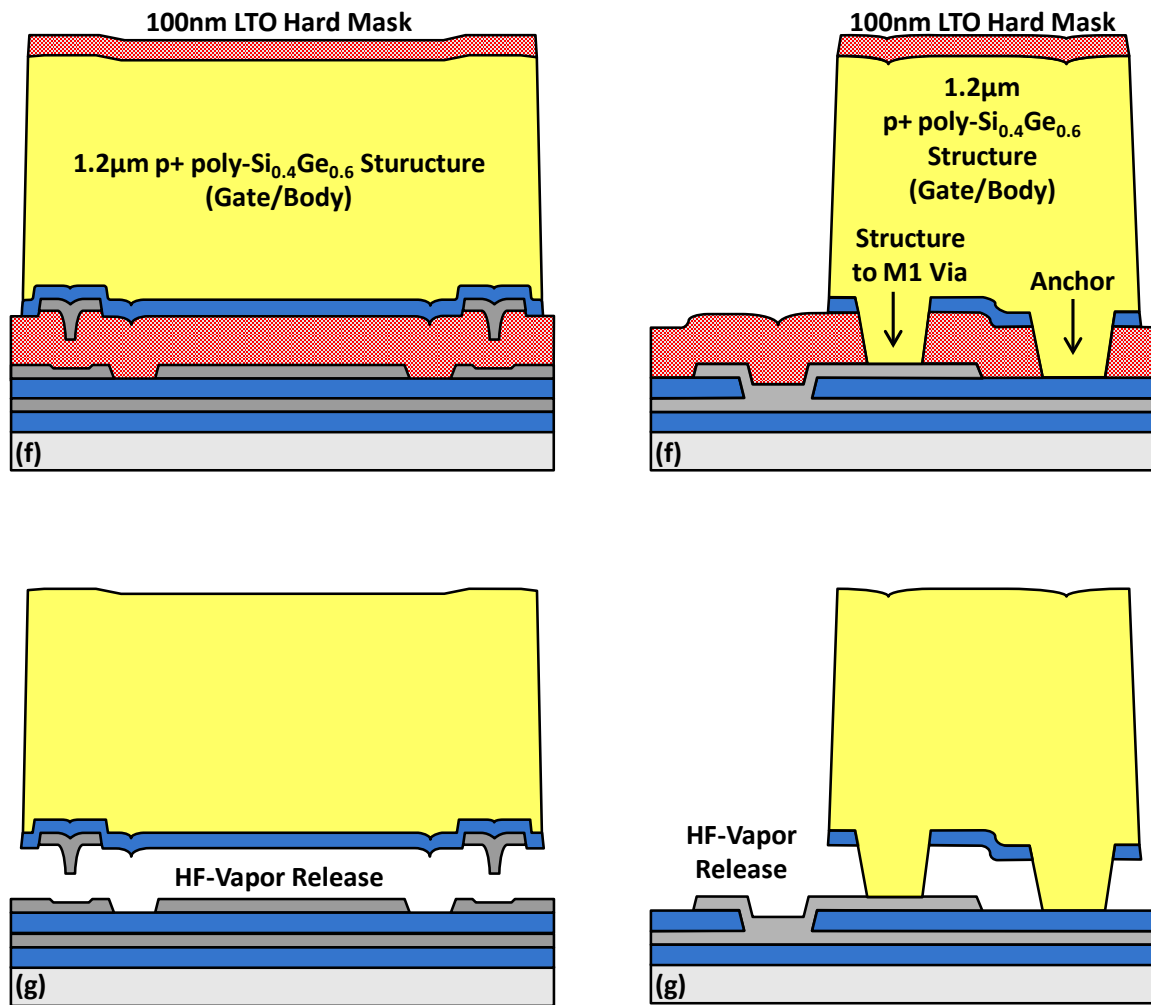 100nm LTO Hard Mask
1.2µm p+ poly-Si0.4Ge0.6 Sturucture
(Gate/Body)
(f)
100nm LTO Hard Mask
1.2µm
p+ poly-Si0.4Ge0.6
Structure
(Gate/Body)
Structure
to M1 Via
Anchor
(f)
HF-Vapor Release
(g)
HF-Vapor
Release
(g)